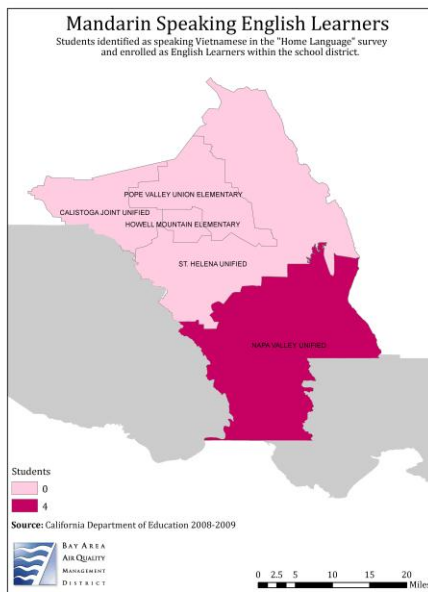 Mandarin Speaking English Learners
Students identified as speaking Vietnamese in the "Home Language" survey
and enrolled as English Learners within the school district.
POPE VALLEY UNION ELEMENTARY
CALISTOGA JOINT UNIFIED
HOWELL MOUNTAIN ELEMENTARY
ST. HELENA UNIFIED
NAPA VALLEY UNIFIED
Students
0
4
Source: California Department of Education 2008-2009
BAY AREA
AIR QUALITY
MANAGEMENT
DISTRICT
0 2.5 5 10 15 20
Miles